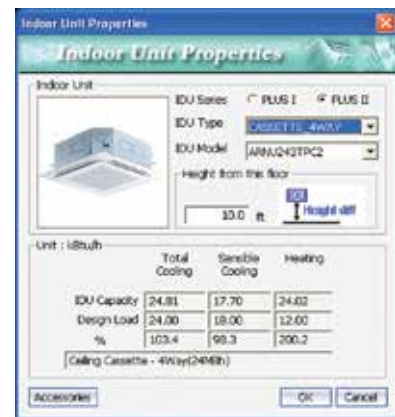 Indoor Unit Properties
Indoor Unit Properties
Indoor Unit
IDU Series PLUS I PLUS II
IDU Type CASSETTE_4WAY
IDU Model ARNU243TPC2
Height from this floor
10.0 ft Height diff
Unit : kBtu/h
Total Cooling Sensible Cooling Heating
IDU Capacity 24.81 17.70 24.02
Design Load 24.00 18.00 12.00
% 103.4 98.3 200.2
Ceiling Cassette - 4Way(24MBh)
Accessories OK Cancel